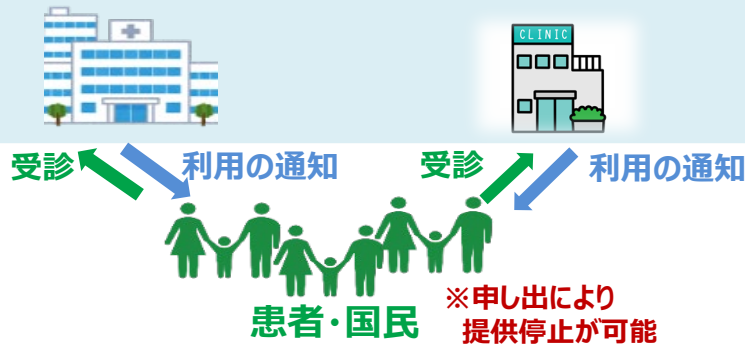 CLINIC
受診
利用の通知
受診
利用の通知
患者・国民
※申し出により
提供停止が可能